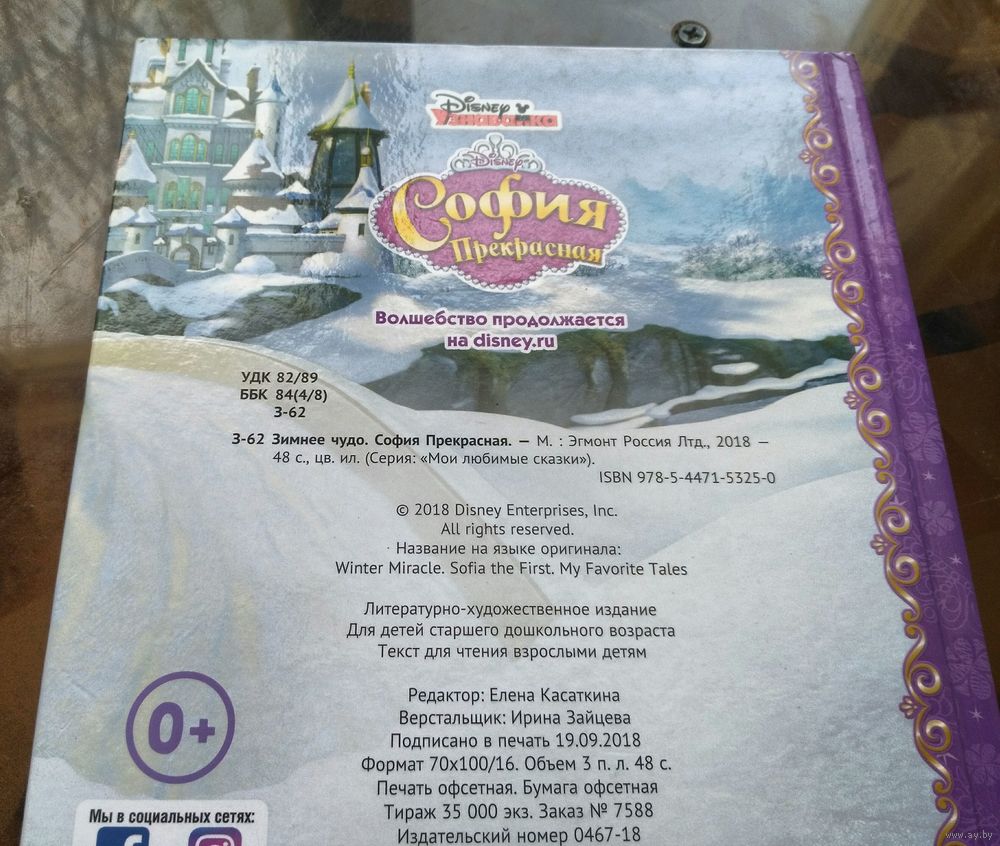 Disney
Узнавайка
Disney
София
Прекрасная
Волшебство продолжается
на disney.ru
УДК 82/89
ББК 84(4/8)
З-62
З-62 Зимнее чудо. София Прекрасная. — М. : Эгмонт Россия Лтд., 2018 —
48 с., цв. ил. (Серия: «Мои любимые сказки»).
ISBN 978-5-4471-5325-0
© 2018 Disney Enterprises, Inc.
All rights reserved.
Название на языке оригинала:
Winter Miracle. Sofia the First. My Favorite Tales
Литературно-художественное издание
Для детей старшего дошкольного возраста
Текст для чтения взрослыми детям
0+
Редактор: Елена Касаткина
Верстальщик: Ирина Зайцева
Подписано в печать 19.09.2018
Формат 70х100/16. Объем 3 п. л. 48 с.
Печать офсетная. Бумага офсетная
Тираж 35 000 экз. Заказ № 7588
Издательский номер 0467-18
Мы в социальных сетях:
www.ay.by